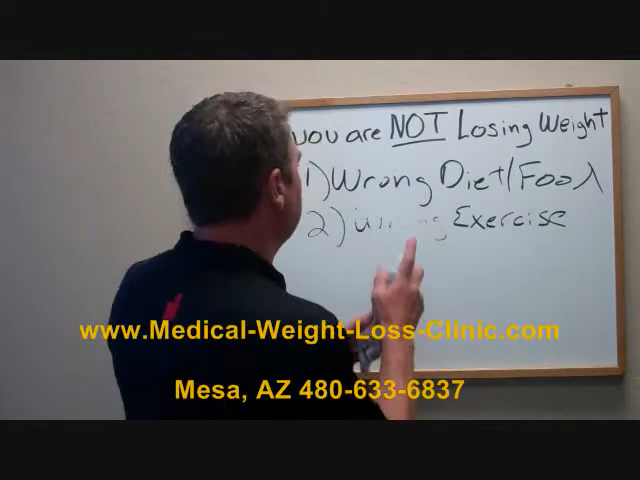 you are NOT Losing Weight
1) Wrong Diet/Food
2) Exercise
www.Medical-Weight-Loss-Clinic.com
Mesa, AZ 480-633-6837